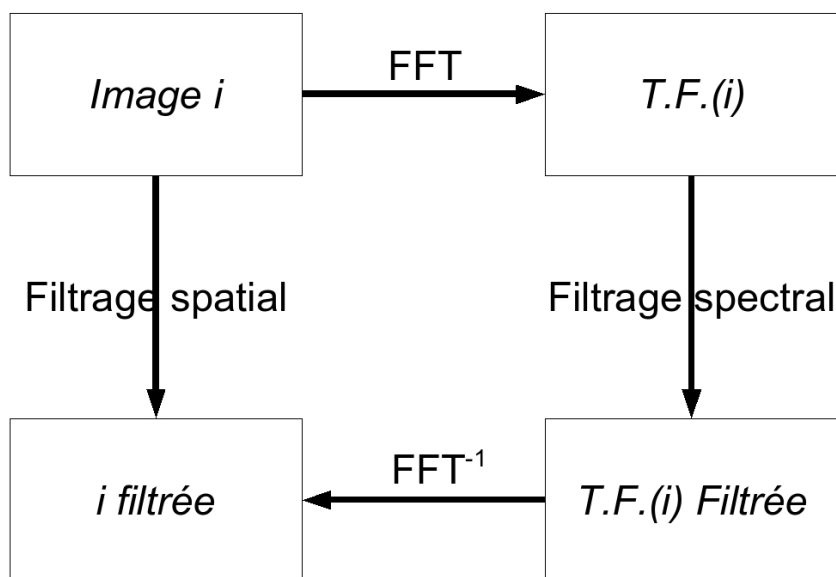 Image i
FFT
T.F.(i)
Filtrage spatial
Filtrage spectral
i filtrée
FFT⁻¹
T.F.(i) Filtrée